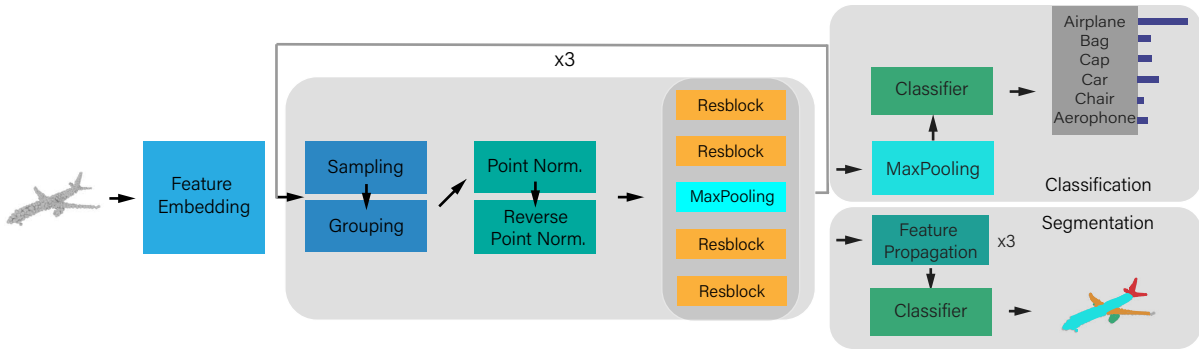 x3
Feature
Embedding
Sampling
Grouping
Point Norm.
Reverse
Point Norm.
Resblock
Resblock
MaxPooling
Resblock
Resblock
Classifier
MaxPooling
Airplane
Bag
Cap
Car
Chair
Aerophone
Classification
Segmentation
Feature
Propagation
x3
Classifier